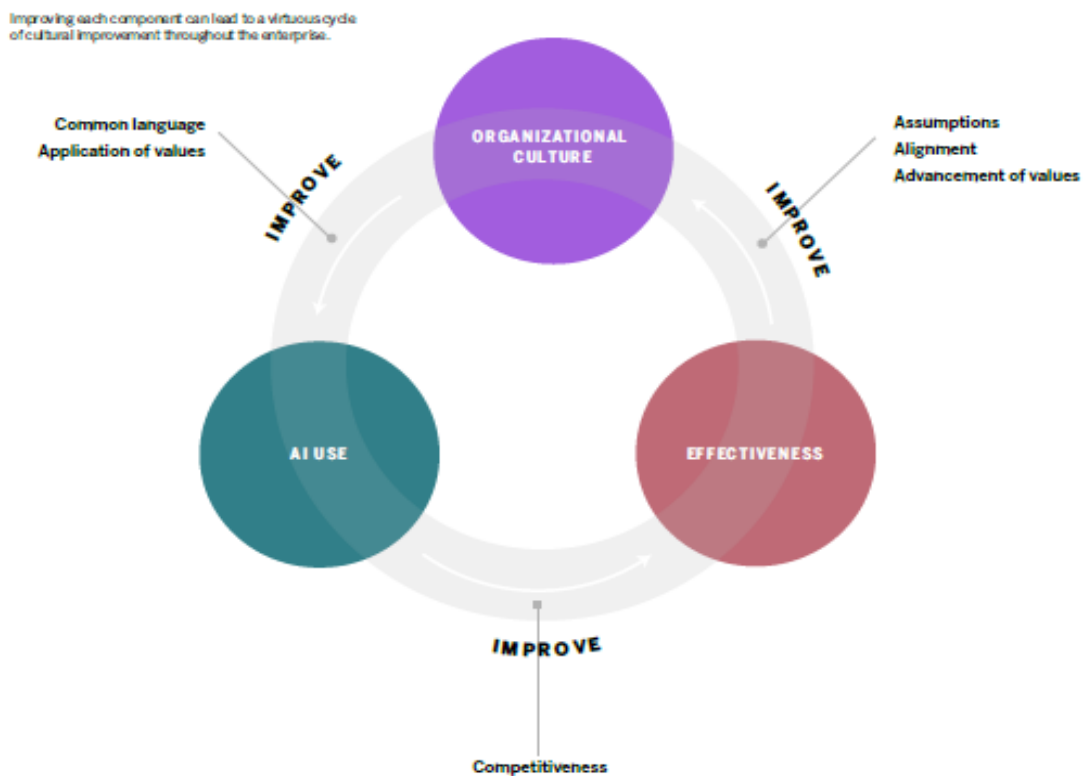 Improving each component can lead to a virtuous cycle
of cultural improvement throughout the enterprise.
ORGANIZATIONAL
CULTURE
Common language
Application of values
IMPROVE
Assumptions
Alignment
Advancement of values
IMPROVE
AI USE
EFFECTIVENESS
IMPROVE
Competitiveness